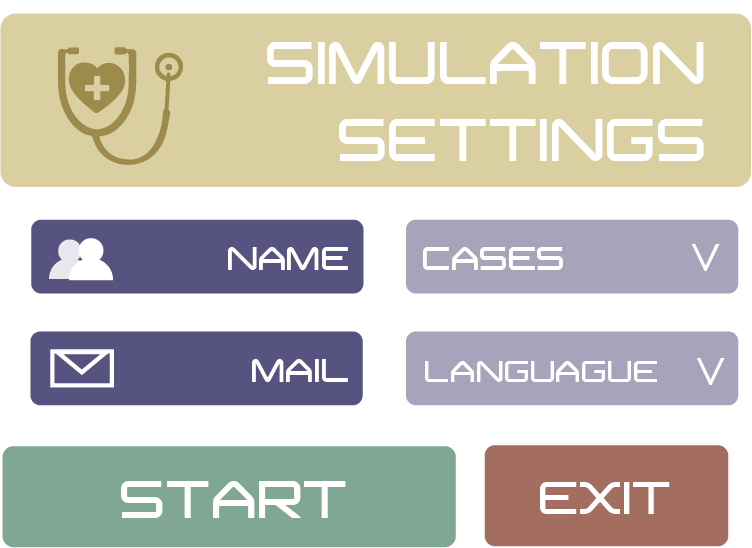 SIMULATION
SETTINGS
NAME
CASES V
MAIL
LANGUAGUE V
START
EXIT